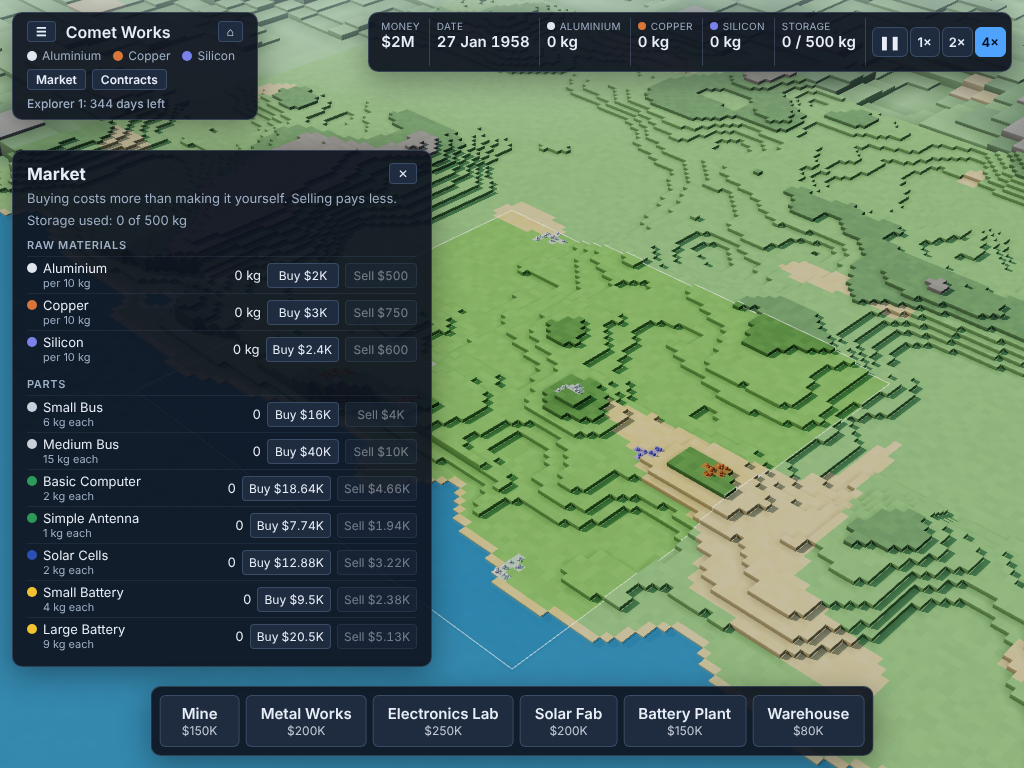 ☰ Comet Works ⌂
Aluminium Copper Silicon
Market Contracts
Explorer 1: 344 days left
MONEY
$2M
DATE
27 Jan 1958
ALUMINIUM
0 kg
COPPER
0 kg
SILICON
0 kg
STORAGE
0 / 500 kg
❚❚ 1× 2× 4×
Market ✕
Buying costs more than making it yourself. Selling pays less.
Storage used: 0 of 500 kg
RAW MATERIALS
Aluminium 0 kg Buy $2K Sell $500
per 10 kg
Copper 0 kg Buy $3K Sell $750
per 10 kg
Silicon 0 kg Buy $2.4K Sell $600
per 10 kg
PARTS
Small Bus 0 Buy $16K Sell $4K
6 kg each
Medium Bus 0 Buy $40K Sell $10K
15 kg each
Basic Computer 0 Buy $18.64K Sell $4.66K
2 kg each
Simple Antenna 0 Buy $7.74K Sell $1.94K
1 kg each
Solar Cells 0 Buy $12.88K Sell $3.22K
2 kg each
Small Battery 0 Buy $9.5K Sell $2.38K
4 kg each
Large Battery 0 Buy $20.5K Sell $5.13K
9 kg each
Mine
$150K
Metal Works
$200K
Electronics Lab
$250K
Solar Fab
$200K
Battery Plant
$150K
Warehouse
$80K